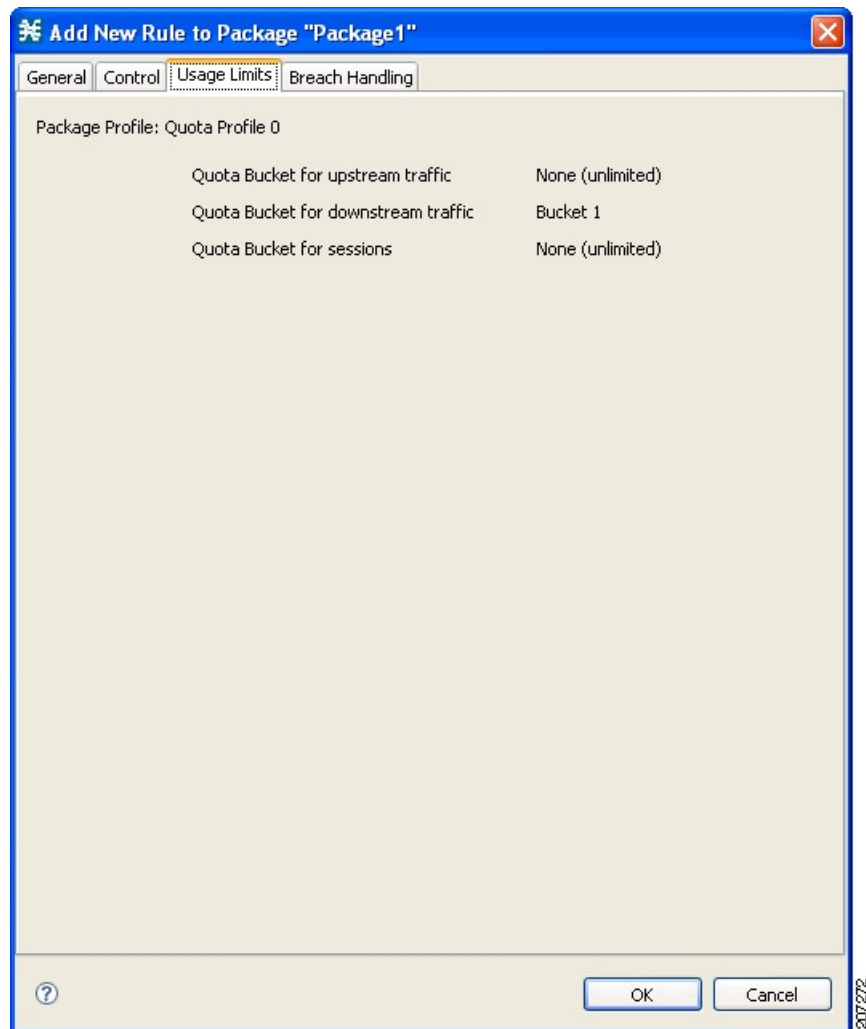 Add New Rule to Package "Package1"
General Control Usage Limits Breach Handling
Package Profile: Quota Profile 0
Quota Bucket for upstream traffic None (unlimited)
Quota Bucket for downstream traffic Bucket 1
Quota Bucket for sessions None (unlimited)
? OK Cancel
207272